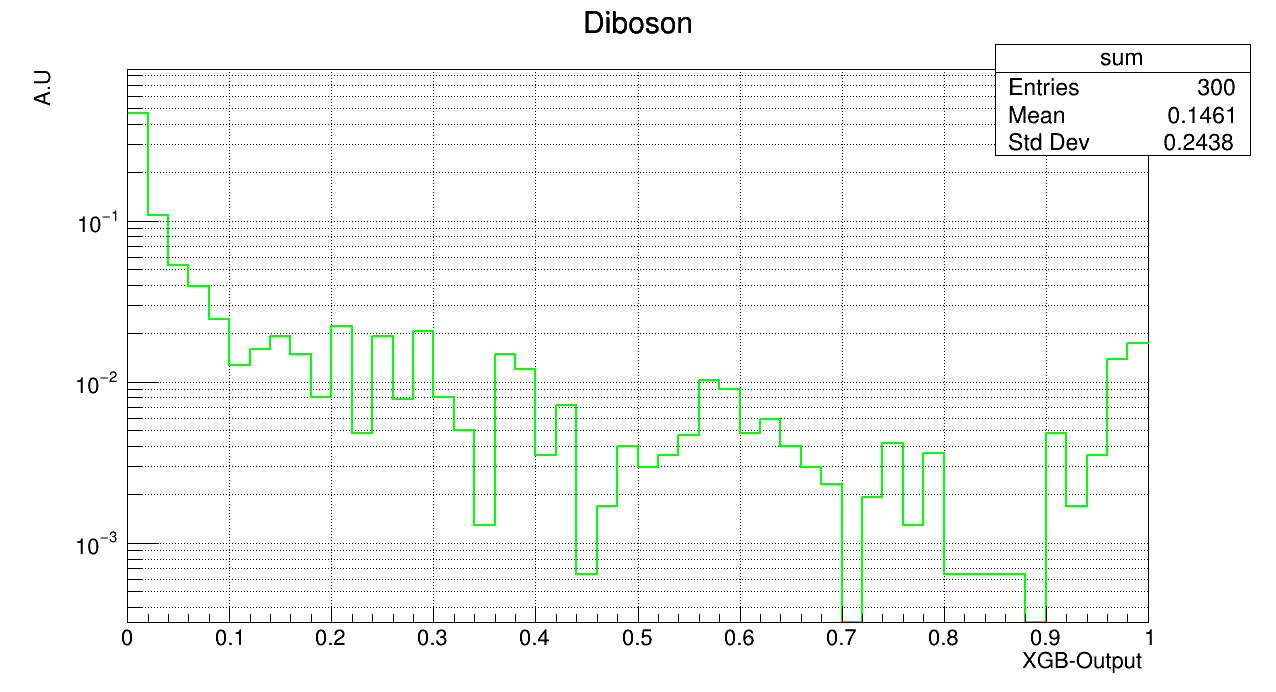 Diboson
A.U
sum
Entries 300
Mean 0.1461
Std Dev 0.2438
10−1
10−2
10−3
0 0.1 0.2 0.3 0.4 0.5 0.6 0.7 0.8 0.9 1
XGB-Output